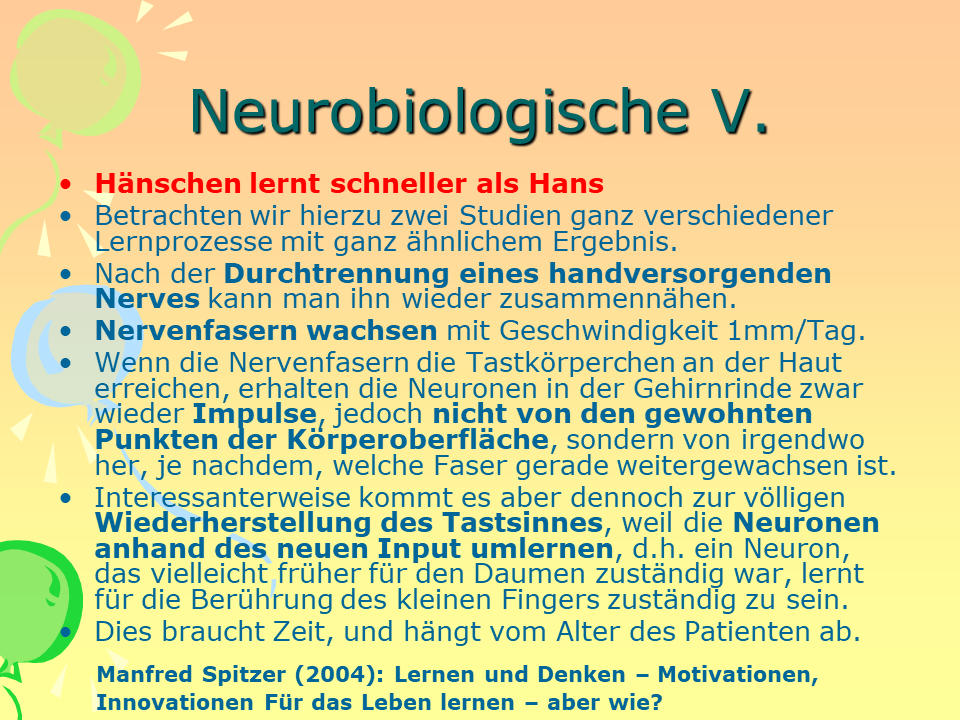 Neurobiologische V.
• Hänschen lernt schneller als Hans
• Betrachten wir hierzu zwei Studien ganz verschiedener
Lernprozesse mit ganz ähnlichem Ergebnis.
• Nach der Durchtrennung eines handversorgenden
Nerves kann man ihn wieder zusammennähen.
• Nervenfasern wachsen mit Geschwindigkeit 1mm/Tag.
• Wenn die Nervenfasern die Tastkörperchen an der Haut
erreichen, erhalten die Neuronen in der Gehirnrinde zwar
wieder Impulse, jedoch nicht von den gewohnten
Punkten der Körperoberfläche, sondern von irgendwo
her, je nachdem, welche Faser gerade weitergewachsen ist.
• Interessanterweise kommt es aber dennoch zur völligen
Wiederherstellung des Tastsinnes, weil die Neuronen
anhand des neuen Input umlernen, d.h. ein Neuron,
das vielleicht früher für den Daumen zuständig war, lernt
für die Berührung des kleinen Fingers zuständig zu sein.
• Dies braucht Zeit, und hängt vom Alter des Patienten ab.
Manfred Spitzer (2004): Lernen und Denken – Motivationen,
Innovationen Für das Leben lernen – aber wie?